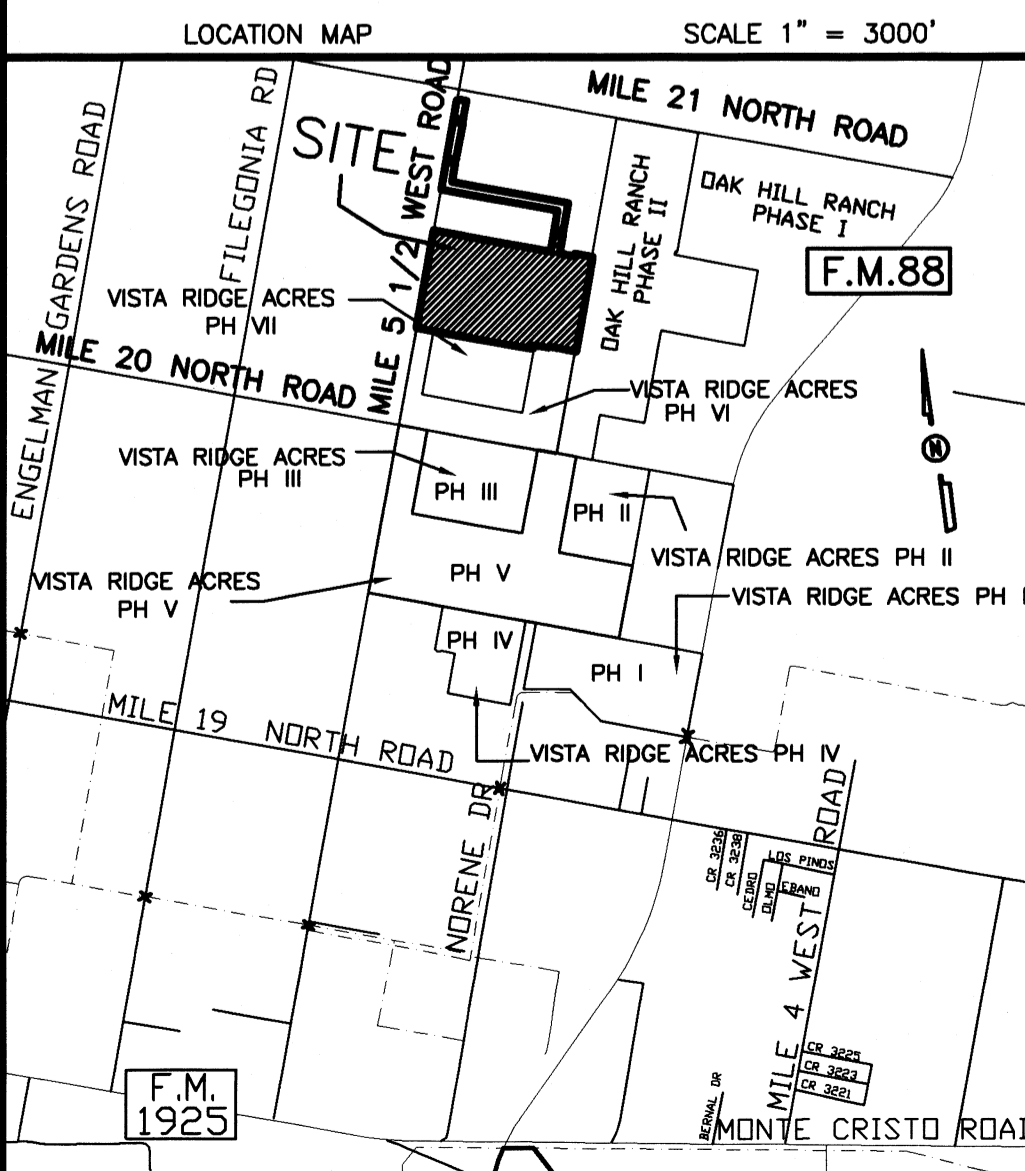 LOCATION MAP
SCALE 1" = 3000'
MILE 21 NORTH ROAD
ENGELMAN GARDENS ROAD
FILEGONIA RD
SITE
MILE 5 1/2 WEST ROAD
OAK HILL RANCH
PHASE II
OAK HILL RANCH
PHASE I
F.M.88
VISTA RIDGE ACRES
PH VII
MILE 20 NORTH ROAD
VISTA RIDGE ACRES
PH VI
N
VISTA RIDGE ACRES
PH III
PH III
PH II
VISTA RIDGE ACRES PH II
VISTA RIDGE ACRES
PH V
PH V
VISTA RIDGE ACRES PH I
PH IV
PH I
MILE 19 NORTH ROAD
VISTA RIDGE ACRES PH IV
NORENE DR
CR 3236
CR 3238
CEDRO
OLMO
LOS PINOS
EBANO
MILE 4 WEST ROAD
CR 3225
CR 3223
CR 3221
F.M.
1925
BERNAL DR
MONTE CRISTO ROAD